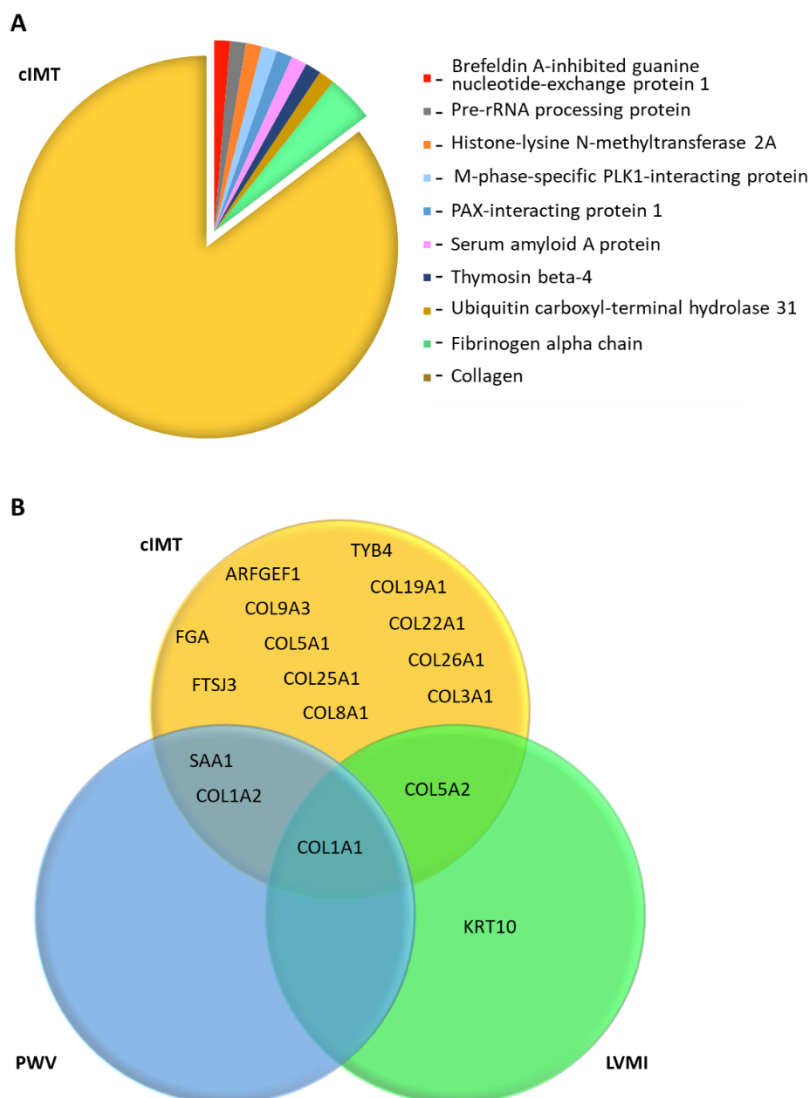 A
cIMT
- Brefeldin A-inhibited guanine
nucleotide-exchange protein 1
- Pre-rRNA processing protein
- Histone-lysine N-methyltransferase 2A
- M-phase-specific PLK1-interacting protein
- PAX-interacting protein 1
- Serum amyloid A protein
- Thymosin beta-4
- Ubiquitin carboxyl-terminal hydrolase 31
- Fibrinogen alpha chain
- Collagen
B
cIMT
TYB4
ARFGEF1
COL19A1
COL9A3
COL22A1
FGA
COL5A1
COL26A1
FTSJ3
COL25A1
COL3A1
COL8A1
SAA1
COL1A2
COL5A2
COL1A1
KRT10
PWV
LVMI